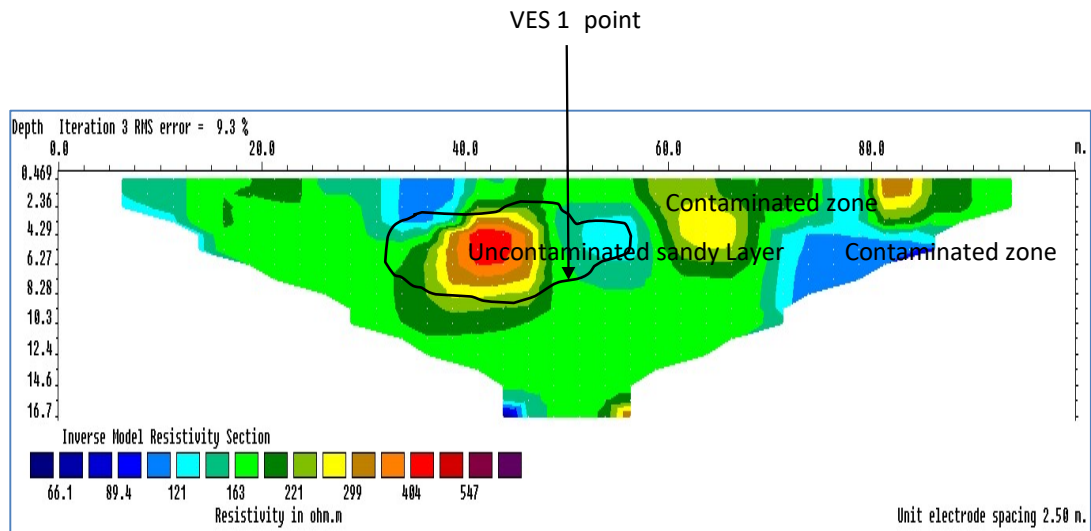 VES 1 point
Depth Iteration 3 RMS error = 9.3 %
0.0 20.0 40.0 60.0 80.0 m.
0.469
2.36
4.29
6.27
8.28
10.3
12.4
14.6
16.7
Contaminated zone
Uncontaminated sandy Layer Contaminated zone
Inverse Model Resistivity Section
66.1 89.4 121 163 221 299 404 547
Resistivity in ohm.m
Unit electrode spacing 2.50 m.